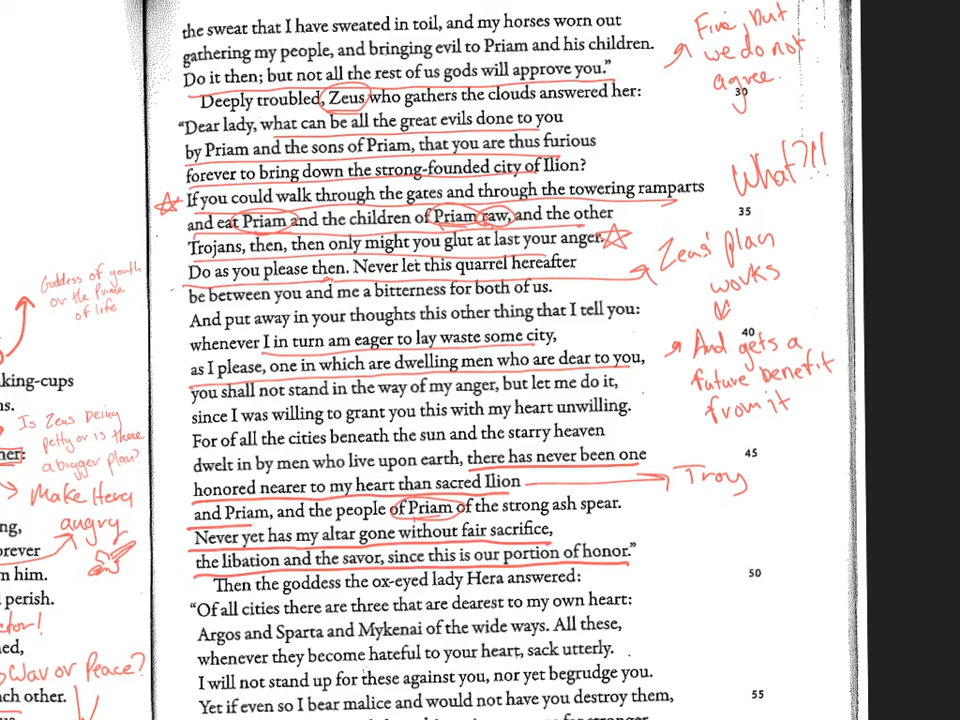 the sweat that I have sweated in toil, and my horses worn out
gathering my people, and bringing evil to Priam and his children.
Do it then; but not all the rest of us gods will approve you.”
Deeply troubled, Zeus who gathers the clouds answered her:
“Dear lady, what can be all the great evils done to you
by Priam and the sons of Priam, that you are thus furious
forever to bring down the strong-founded city of Ilion?
If you could walk through the gates and through the towering ramparts
and eat Priam and the children of Priam raw, and the other
Trojans, then, then only might you glut at last your anger.
Do as you please then. Never let this quarrel hereafter
be between you and me a bitterness for both of us.
And put away in your thoughts this other thing that I tell you:
whenever I in turn am eager to lay waste some city,
as I please, one in which are dwelling men who are dear to you,
you shall not stand in the way of my anger, but let me do it,
since I was willing to grant you this with my heart unwilling.
For of all the cities beneath the sun and the starry heaven
dwelt in by men who live upon earth, there has never been one
honored nearer to my heart than sacred Ilion
and Priam, and the people of Priam of the strong ash spear.
Never yet has my altar gone without fair sacrifice,
the libation and the savor, since this is our portion of honor.”
Then the goddess the ox-eyed lady Hera answered:
“Of all cities there are three that are dearest to my own heart:
Argos and Sparta and Mykenai of the wide ways. All these,
whenever they become hateful to your heart, sack utterly.
I will not stand up for these against you, nor yet begrudge you.
Yet if even so I bear malice and would not have you destroy them,
30
35
40
45
50
55
Fine, but
we do not
agree.
What?!!
Zeus' plan
works
And gets a
future benefit
from it
Troy
Goddess of youth
or the Prime
of life
king-cups
ns.
Is Zeus being
petty or is there
a bigger plan?
her:
Make Hera
angry
ng,
orever
m him.
perish.
ctor!
ned,
War or Peace?
ach other.